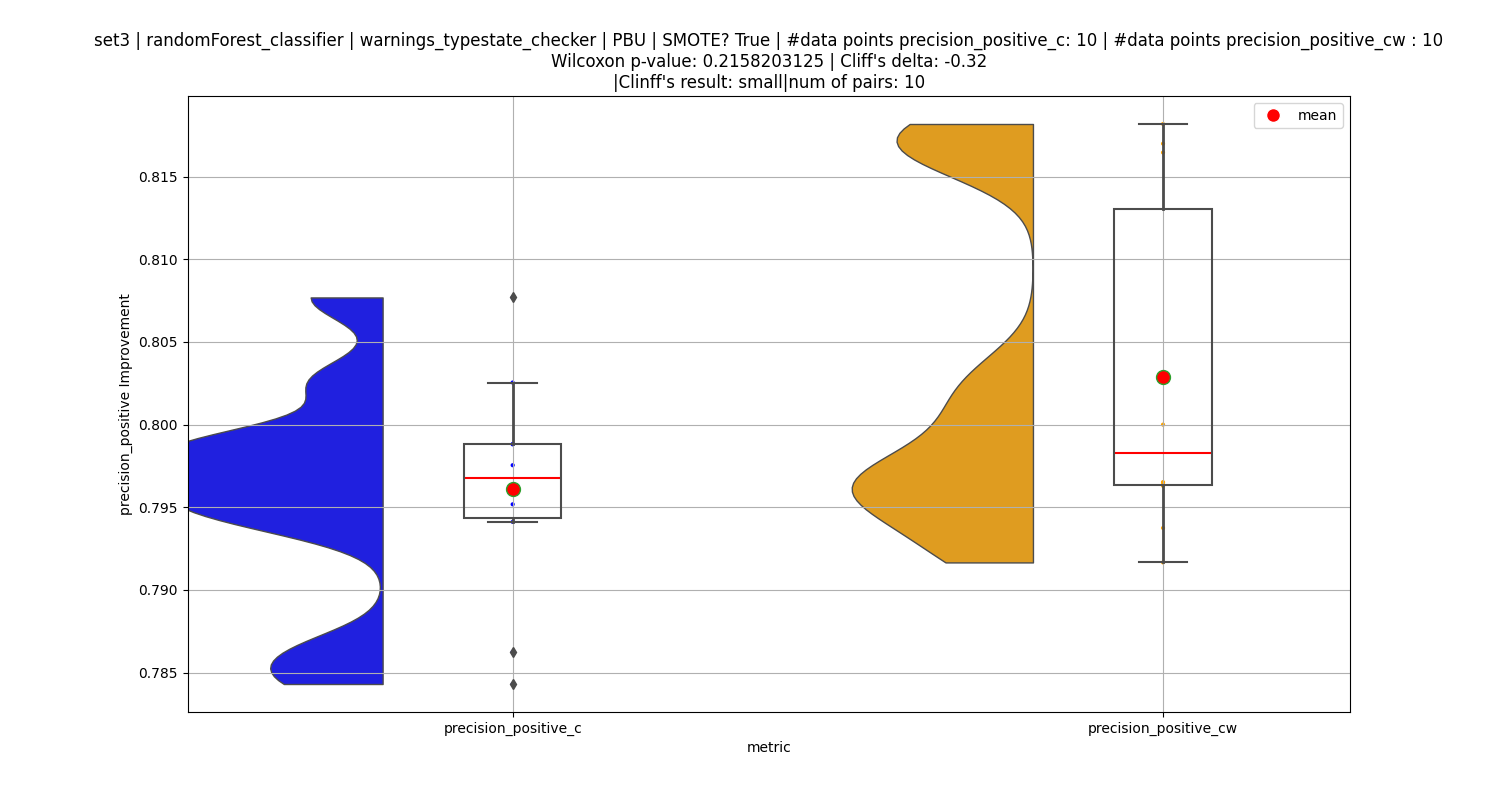 set3 | randomForest_classifier | warnings_typestate_checker | PBU | SMOTE? True | #data points precision_positive_c: 10 | #data points precision_positive_cw : 10
Wilcoxon p-value: 0.2158203125 | Cliff's delta: -0.32
|Clinff's result: small|num of pairs: 10
mean
0.815
0.810
0.805
0.800
0.795
0.790
0.785
precision_positive Improvement
precision_positive_c
precision_positive_cw
metric